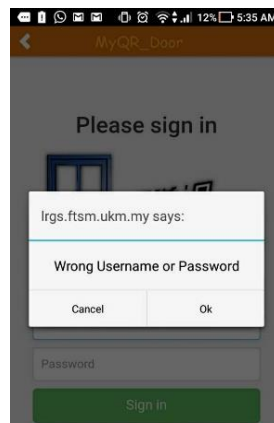 12% 5:35 AM
MyQR_Door
Please sign in
lrgs.ftsm.ukm.my says:
Wrong Username or Password
Cancel Ok
Password
Sign in